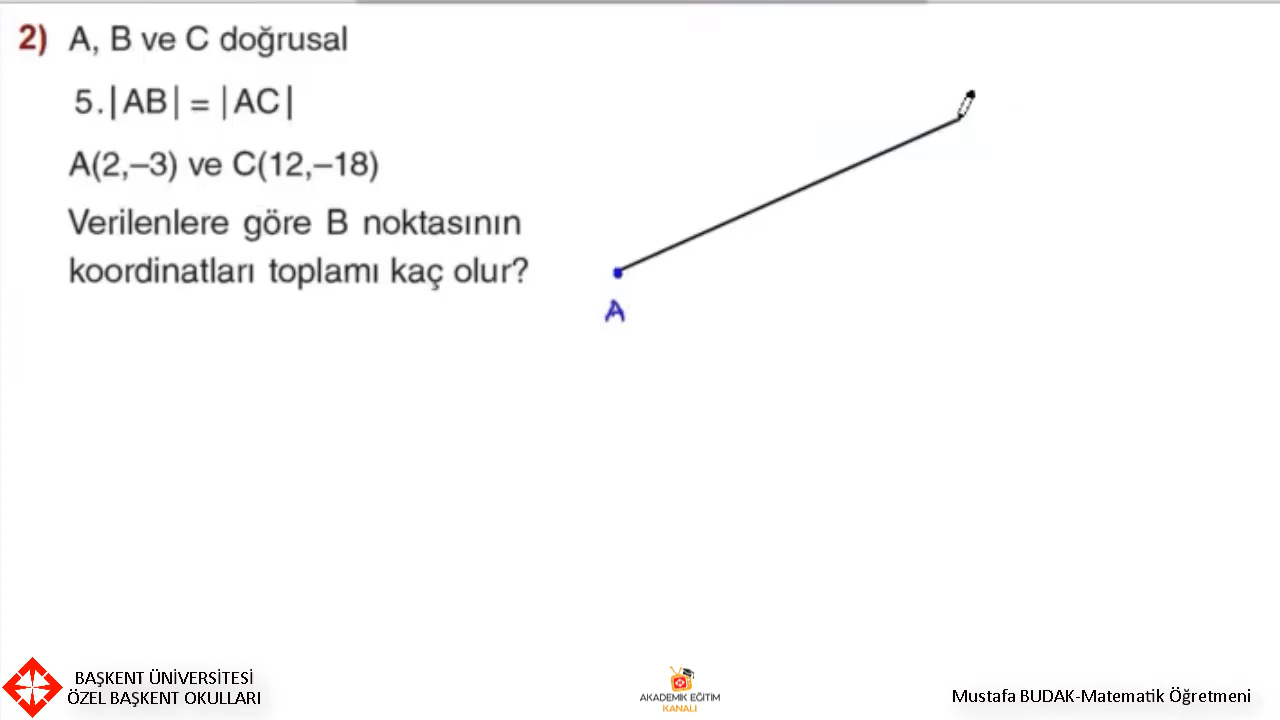 2) A, B ve C doğrusal
5.|AB| = |AC|
A(2,–3) ve C(12,–18)
Verilenlere göre B noktasının
koordinatları toplamı kaç olur?
A
BAŞKENT ÜNİVERSİTESİ
ÖZEL BAŞKENT OKULLARI
AKADEMİK EĞİTİM
KANALI
Mustafa BUDAK-Matematik Öğretmeni